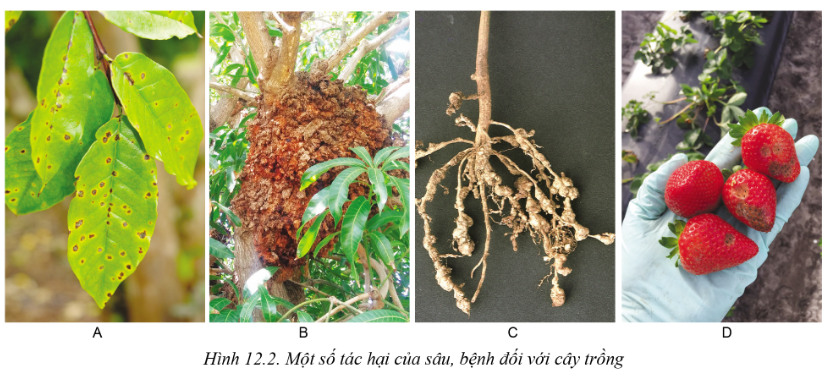 A B C D
Hình 12.2. Một số tác hại của sâu, bệnh đối với cây trồng